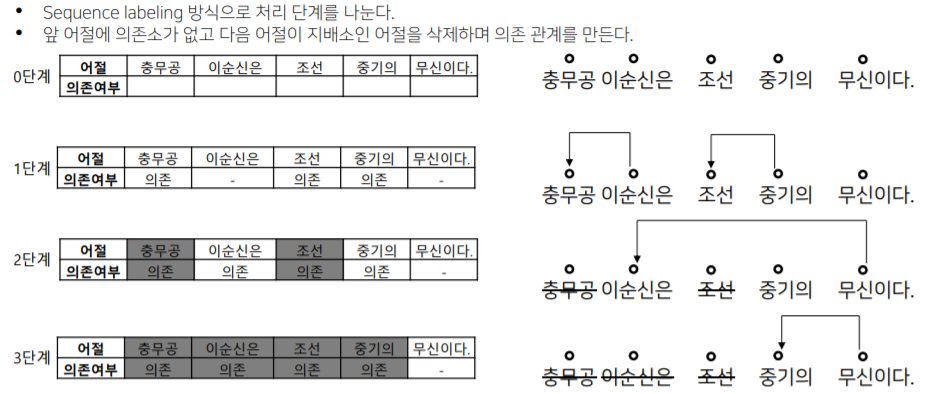 • Sequence labeling 방식으로 처리 단계를 나눈다.
• 앞 어절에 의존소가 없고 다음 어절이 지배소인 어절을 삭제하며 의존 관계를 만든다.
0단계
어절 충무공 이순신은 조선 중기의 무신이다.
의존여부
충무공 이순신은 조선 중기의 무신이다.
1단계
어절 충무공 이순신은 조선 중기의 무신이다.
의존여부 의존 - 의존 의존 -
충무공 이순신은 조선 중기의 무신이다.
2단계
어절 충무공 이순신은 조선 중기의 무신이다.
의존여부 의존 의존 의존 의존 -
충무공 이순신은 조선 중기의 무신이다.
3단계
어절 충무공 이순신은 조선 중기의 무신이다.
의존여부 의존 의존 의존 의존 -
충무공 이순신은 조선 중기의 무신이다.